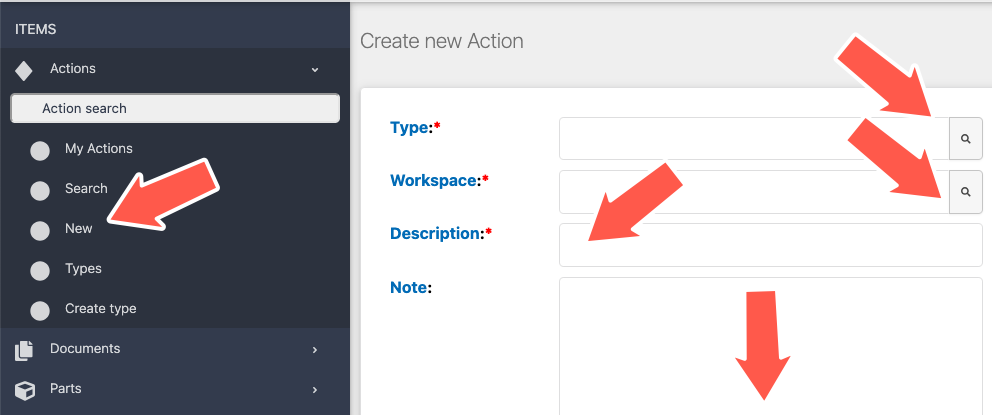 ITEMS
Actions
Action search
My Actions
Search
New
Types
Create type
Documents
Parts
Create new Action
Type:*
Workspace:*
Description:*
Note: